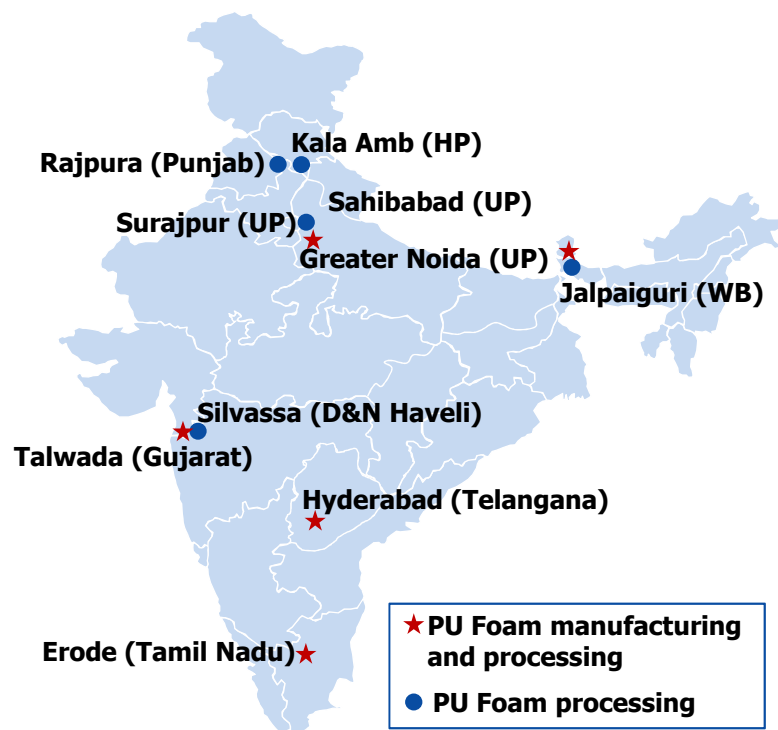 Kala Amb (HP)
Rajpura (Punjab)
Sahibabad (UP)
Surajpur (UP)
Greater Noida (UP)
Jalpaiguri (WB)
Silvassa (D&N Haveli)
Talwada (Gujarat)
Hyderabad (Telangana)
Erode (Tamil Nadu)
PU Foam manufacturing
and processing
PU Foam processing